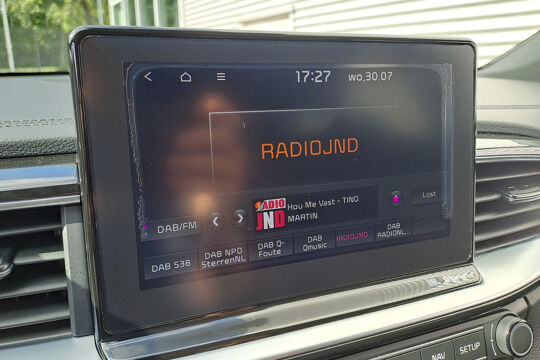 17:27 wo,30.07
RADIOJND
RADIO
JND
Hou Me Vast - TINO
MARTIN
Lijst
DAB/FM
DAB 538
DAB NPO
SterrenNL
DAB Q-
Foute
DAB
Qmusic
RADIOJND
DAB
RADIONL
NAV
SETUP